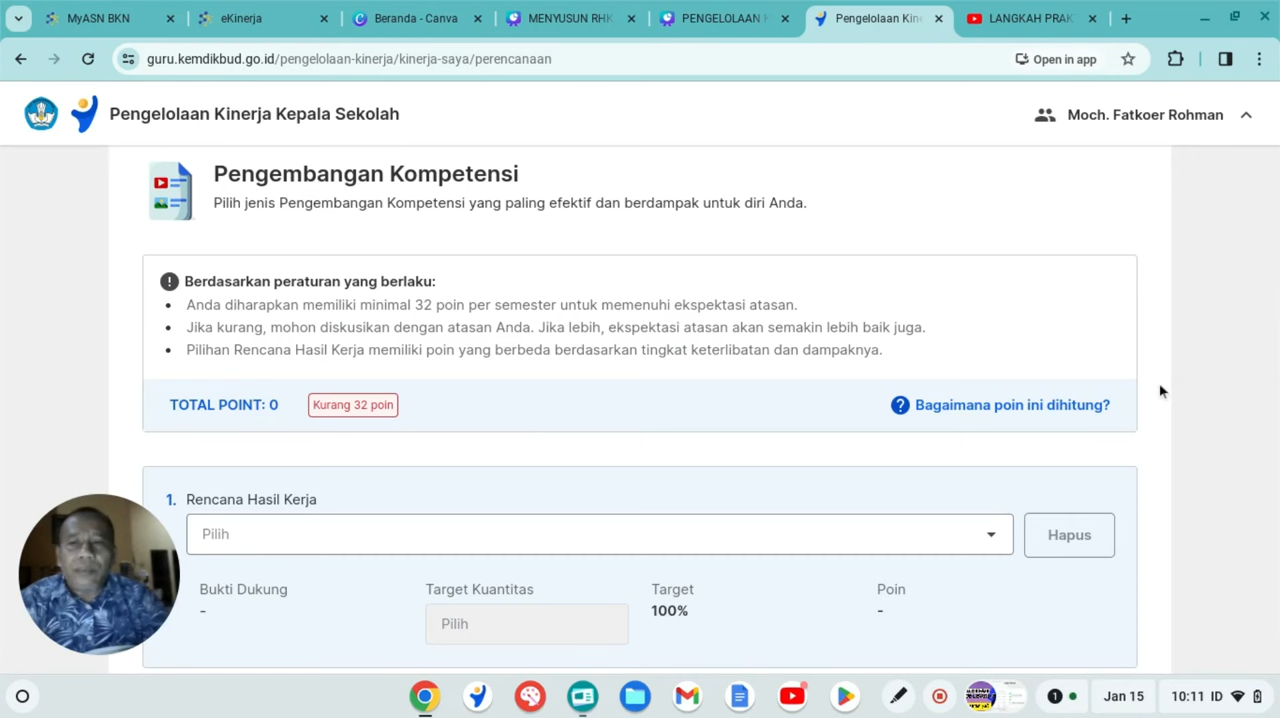 MyASN BKN
eKinerja
Beranda - Canva
MENYUSUN RHK
PENGELOLAAN
Pengelolaan Kin
LANGKAH PRAK
guru.kemdikbud.go.id/pengelolaan-kinerja/kinerja-saya/perencanaan
Open in app
Pengelolaan Kinerja Kepala Sekolah
Moch. Fatkoer Rohman
Pengembangan Kompetensi
Pilih jenis Pengembangan Kompetensi yang paling efektif dan berdampak untuk diri Anda.
Berdasarkan peraturan yang berlaku:
• Anda diharapkan memiliki minimal 32 poin per semester untuk memenuhi ekspektasi atasan.
• Jika kurang, mohon diskusikan dengan atasan Anda. Jika lebih, ekspektasi atasan akan semakin lebih baik juga.
• Pilihan Rencana Hasil Kerja memiliki poin yang berbeda berdasarkan tingkat keterlibatan dan dampaknya.
TOTAL POINT: 0
Kurang 32 poin
Bagaimana poin ini dihitung?
1. Rencana Hasil Kerja
Pilih
Hapus
Bukti Dukung
Target Kuantitas
Target
Poin
-
Pilih
100%
-
1
Jan 15
10:11 ID